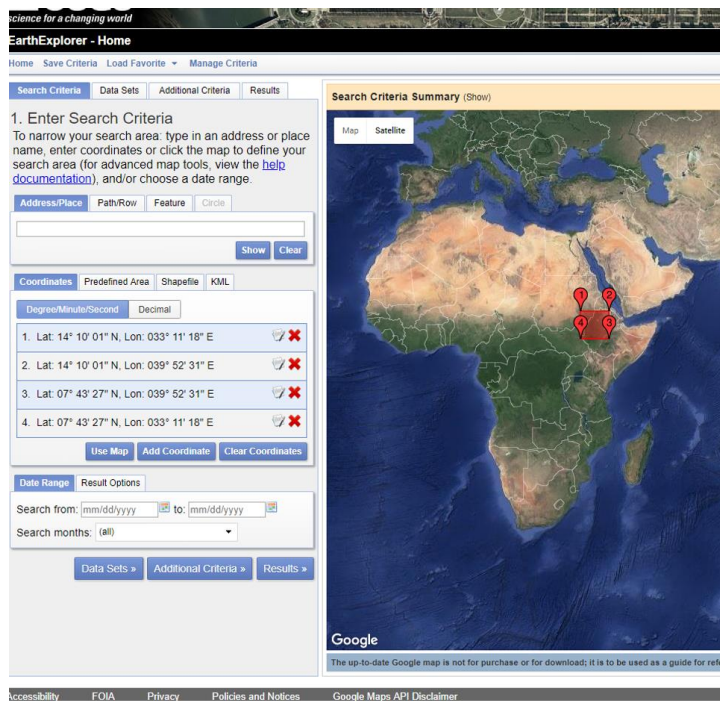 science for a changing world
EarthExplorer - Home
Home Save Criteria Load Favorite Manage Criteria
Search Criteria Data Sets Additional Criteria Results
1. Enter Search Criteria
To narrow your search area: type in an address or place
name, enter coordinates or click the map to define your
search area (for advanced map tools, view the help
documentation), and/or choose a date range.
Address/Place Path/Row Feature Circle
Show Clear
Coordinates Predefined Area Shapefile KML
Degree/Minute/Second Decimal
1. Lat: 14° 10' 01" N, Lon: 033° 11' 18" E
2. Lat: 14° 10' 01" N, Lon: 039° 52' 31" E
3. Lat: 07° 43' 27" N, Lon: 039° 52' 31" E
4. Lat: 07° 43' 27" N, Lon: 033° 11' 18" E
Use Map Add Coordinate Clear Coordinates
Date Range Result Options
Search from: mm/dd/yyyy to: mm/dd/yyyy
Search months: (all)
Data Sets » Additional Criteria » Results »
Search Criteria Summary (Show)
Map Satellite
1 2
4 3
Google
The up-to-date Google map is not for purchase or for download; it is to be used as a guide for refe
Accessibility FOIA Privacy Policies and Notices Google Maps API Disclaimer